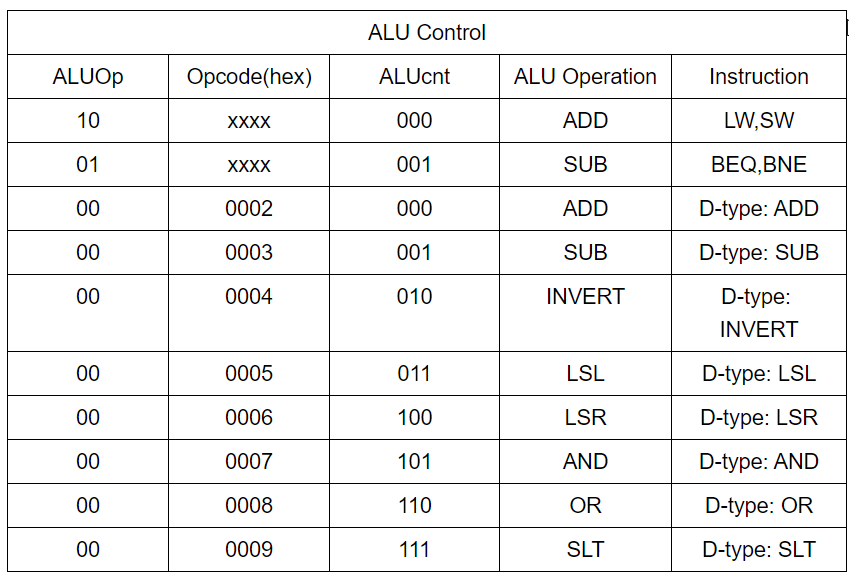 ALU Control
ALUOp Opcode(hex) ALUcnt ALU Operation Instruction
10 xxxx 000 ADD LW,SW
01 xxxx 001 SUB BEQ,BNE
00 0002 000 ADD D-type: ADD
00 0003 001 SUB D-type: SUB
00 0004 010 INVERT D-type:
INVERT
00 0005 011 LSL D-type: LSL
00 0006 100 LSR D-type: LSR
00 0007 101 AND D-type: AND
00 0008 110 OR D-type: OR
00 0009 111 SLT D-type: SLT